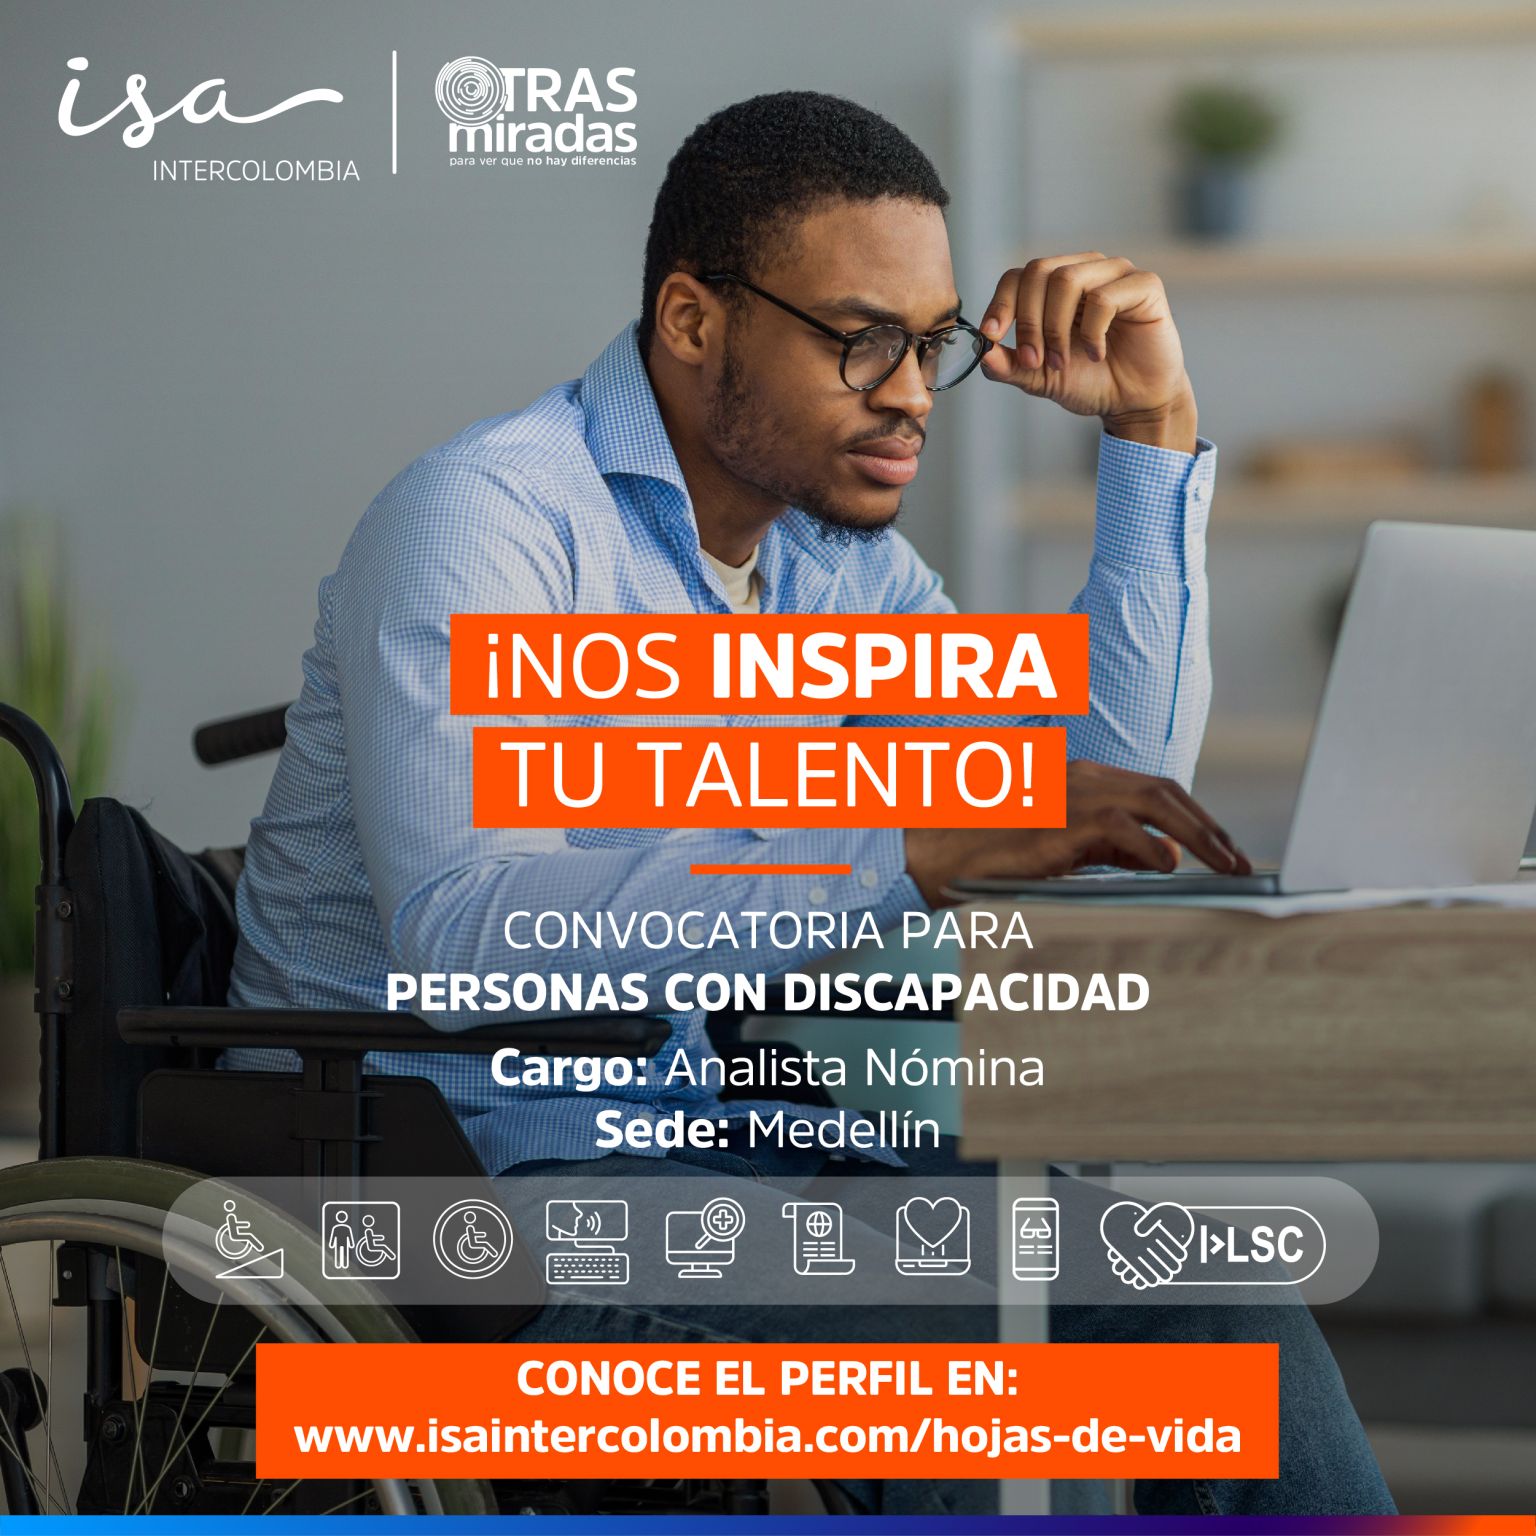 isa
INTERCOLOMBIA
OTRAS
miradas
para ver que no hay diferencias
¡NOS INSPIRA
TU TALENTO!
CONVOCATORIA PARA
PERSONAS CON DISCAPACIDAD
Cargo: Analista Nómina
Sede: Medellín
LSC
CONOCE EL PERFIL EN:
www.isaintercolombia.com/hojas-de-vida